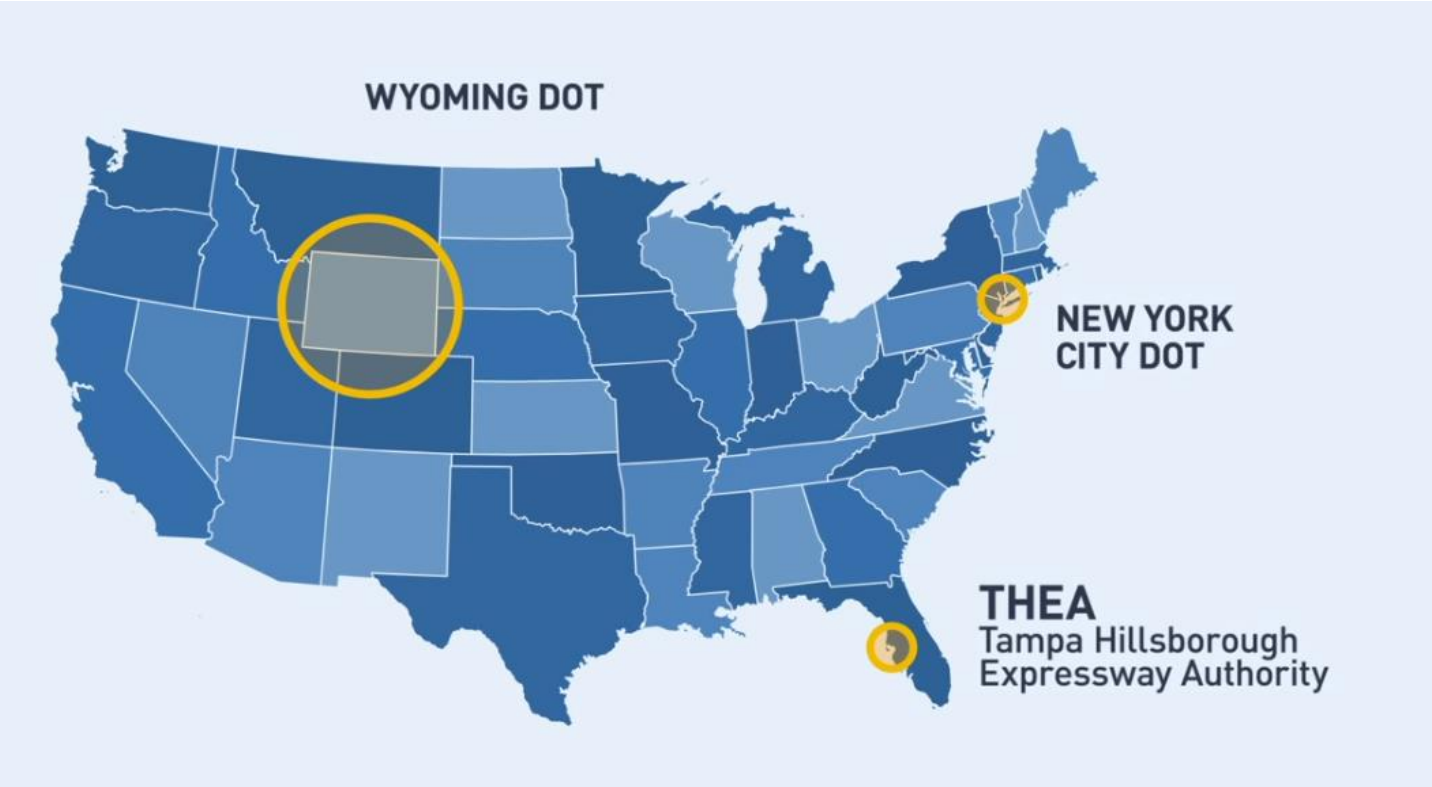 WYOMING DOT
NEW YORK
CITY DOT
THEA
Tampa Hillsborough
Expressway Authority